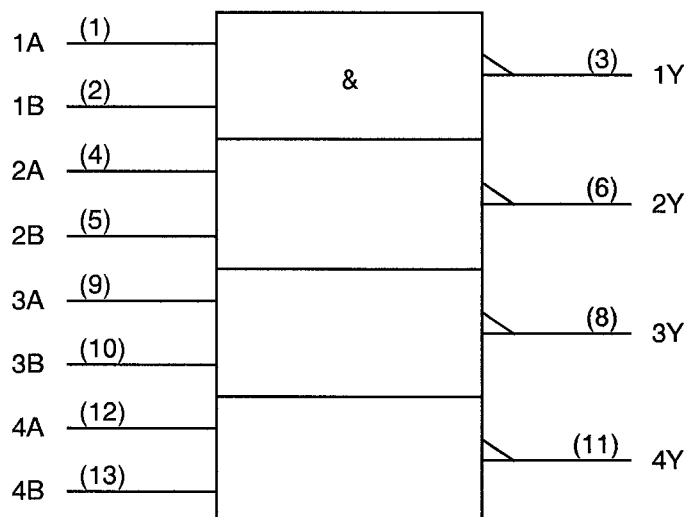 1A (1)
& (3) 1Y
1B (2)
2A (4)
(6) 2Y
2B (5)
3A (9)
(8) 3Y
3B (10)
4A (12)
(11) 4Y
4B (13)